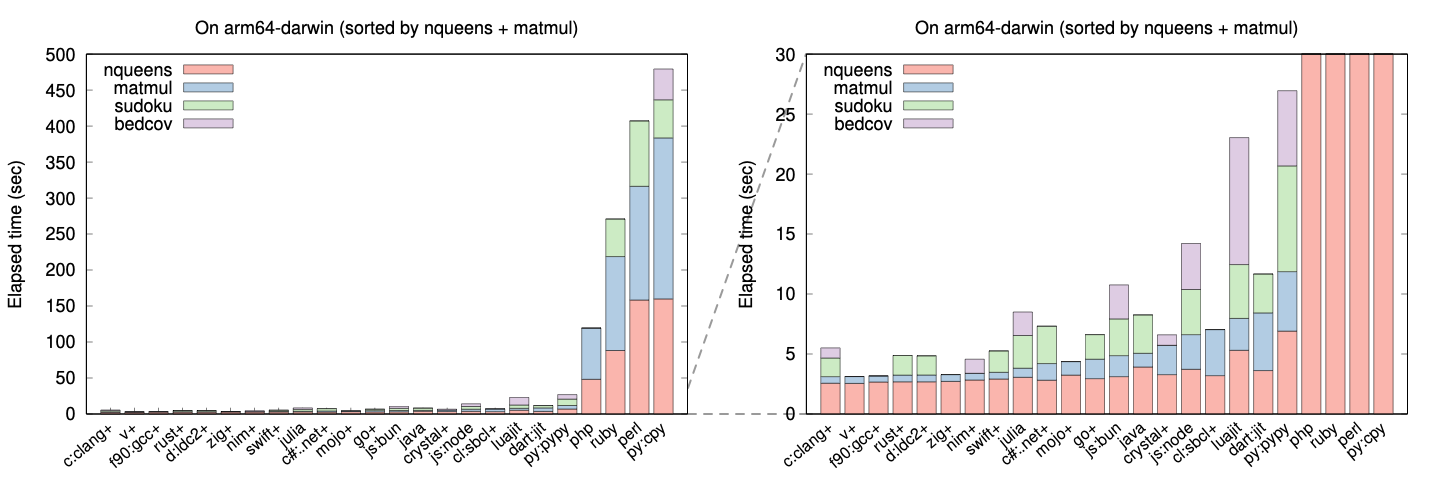 On arm64-darwin (sorted by nqueens + matmul)
500
450
400
350
300
250
200
150
100
50
0
Elapsed time (sec)
nqueens
matmul
sudoku
bedcov
c:clang+
v+
f90:gcc+
rust+
d:ldc2+
zig+
nim+
swift+
julia
c#:.net+
mojo+
go+
js:bun
java
crystal+
js:node
cl:sbcl+
luajit
dart:jit
py:pypy
php
ruby
perl
py:cpy
On arm64-darwin (sorted by nqueens + matmul)
30
25
20
15
10
5
0
Elapsed time (sec)
nqueens
matmul
sudoku
bedcov
c:clang+
v+
f90:gcc+
rust+
d:ldc2+
zig+
nim+
swift+
julia
c#:.net+
mojo+
go+
js:bun
java
crystal+
js:node
cl:sbcl+
luajit
dart:jit
py:pypy
php
ruby
perl
py:cpy